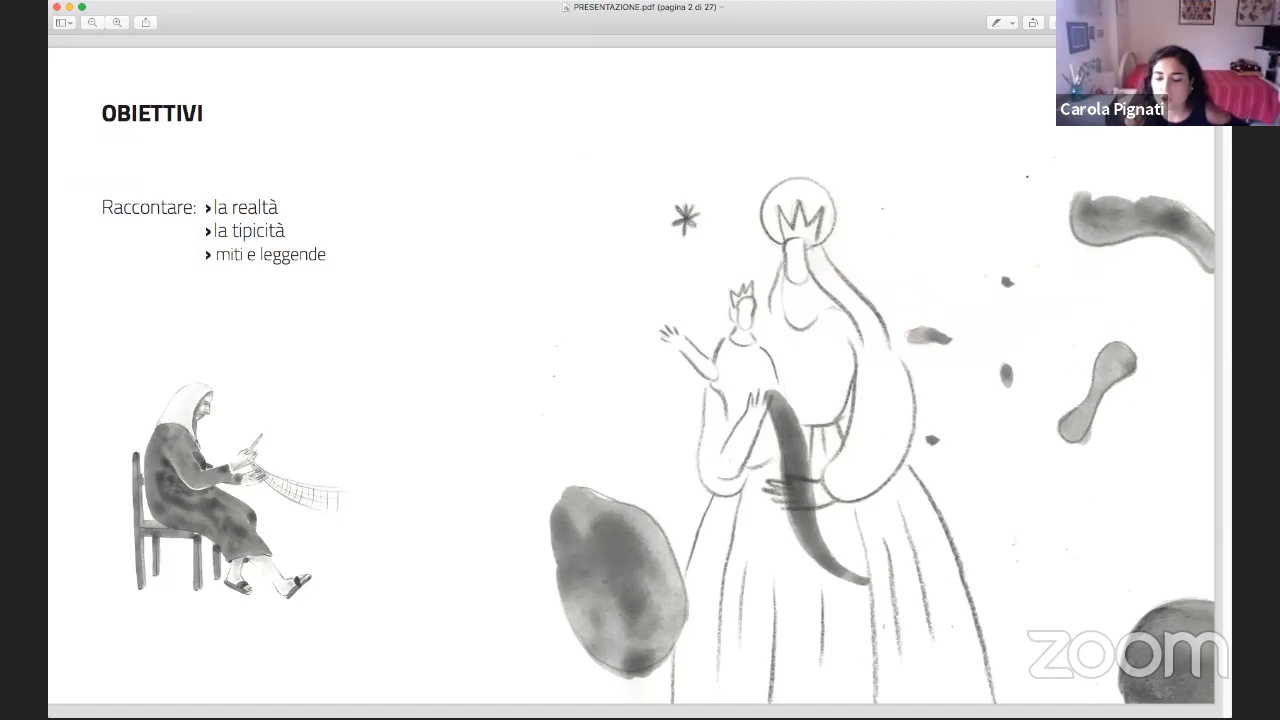 PRESENTAZIONE.pdf (pagina 2 di 27)
Carola Pignati
OBIETTIVI
Raccontare: › la realtà
› la tipicità
› miti e leggende
zoom